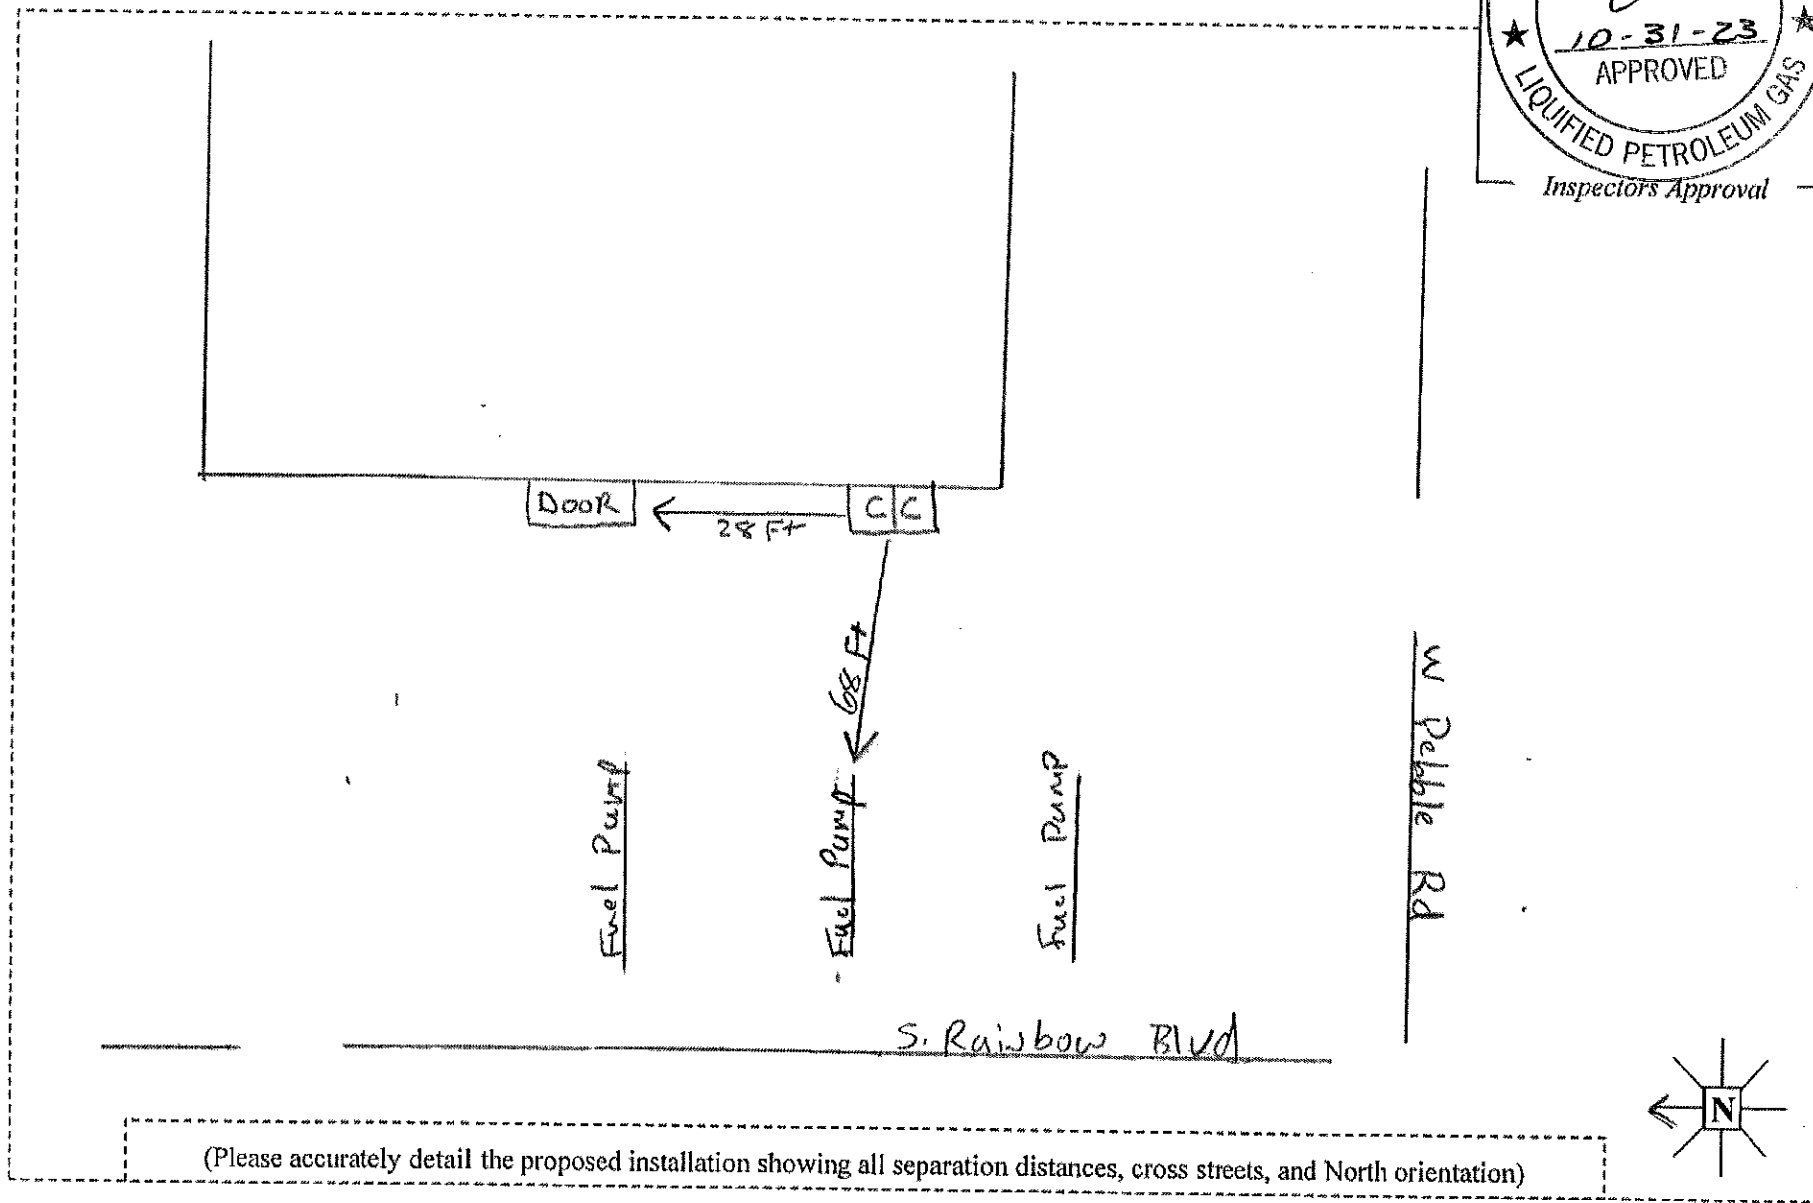 10-31-23
APPROVED
LIQUIFIED PETROLEUM GAS
Inspectors Approval
DOOR
28 Ft
C C
68 Ft
W Pebble Rd
Fuel Pump
Fuel Pump
Fuel Pump
S. Rainbow Blvd
N
(Please accurately detail the proposed installation showing all separation distances, cross streets, and North orientation)